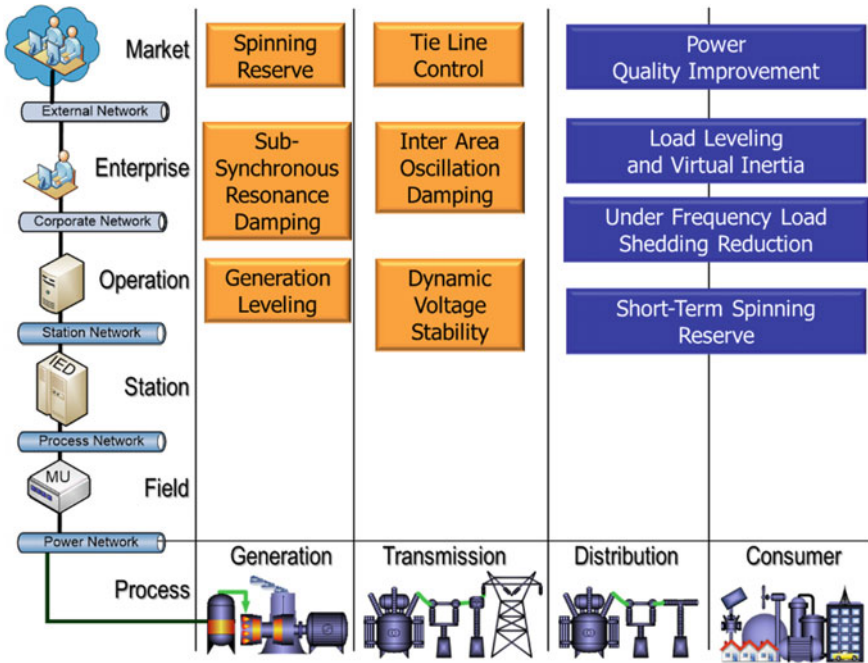 Market
Spinning
Reserve
Tie Line
Control
Power
Quality Improvement
External Network
Enterprise
Sub-
Synchronous
Resonance
Damping
Inter Area
Oscillation
Damping
Load Leveling
and Virtual Inertia
Corporate Network
Under Frequency Load
Shedding Reduction
Operation
Generation
Leveling
Dynamic
Voltage
Stability
Short-Term Spinning
Reserve
Station Network
IED
Station
Process Network
MU
Field
Power Network
Generation
Transmission
Distribution
Consumer
Process